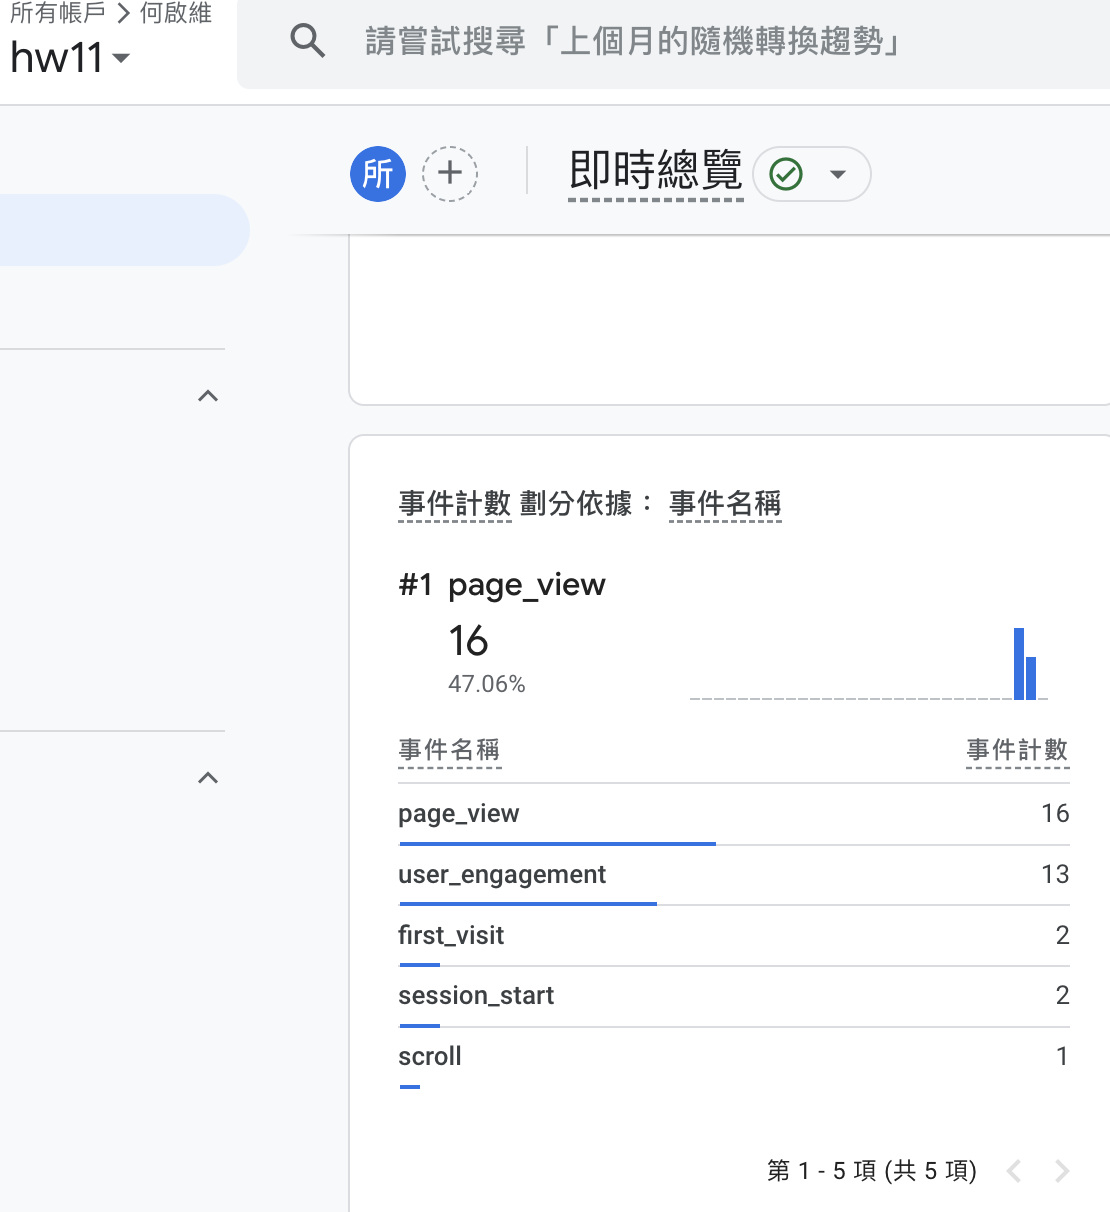 所有帳戶 > 何啟維
hw11
請嘗試搜尋「上個月的隨機轉換趨勢」
所
即時總覽
事件計數 劃分依據： 事件名稱
#1 page_view
16
47.06%
事件名稱 事件計數
page_view 16
user_engagement 13
first_visit 2
session_start 2
scroll 1
第 1 - 5 項 (共 5 項)